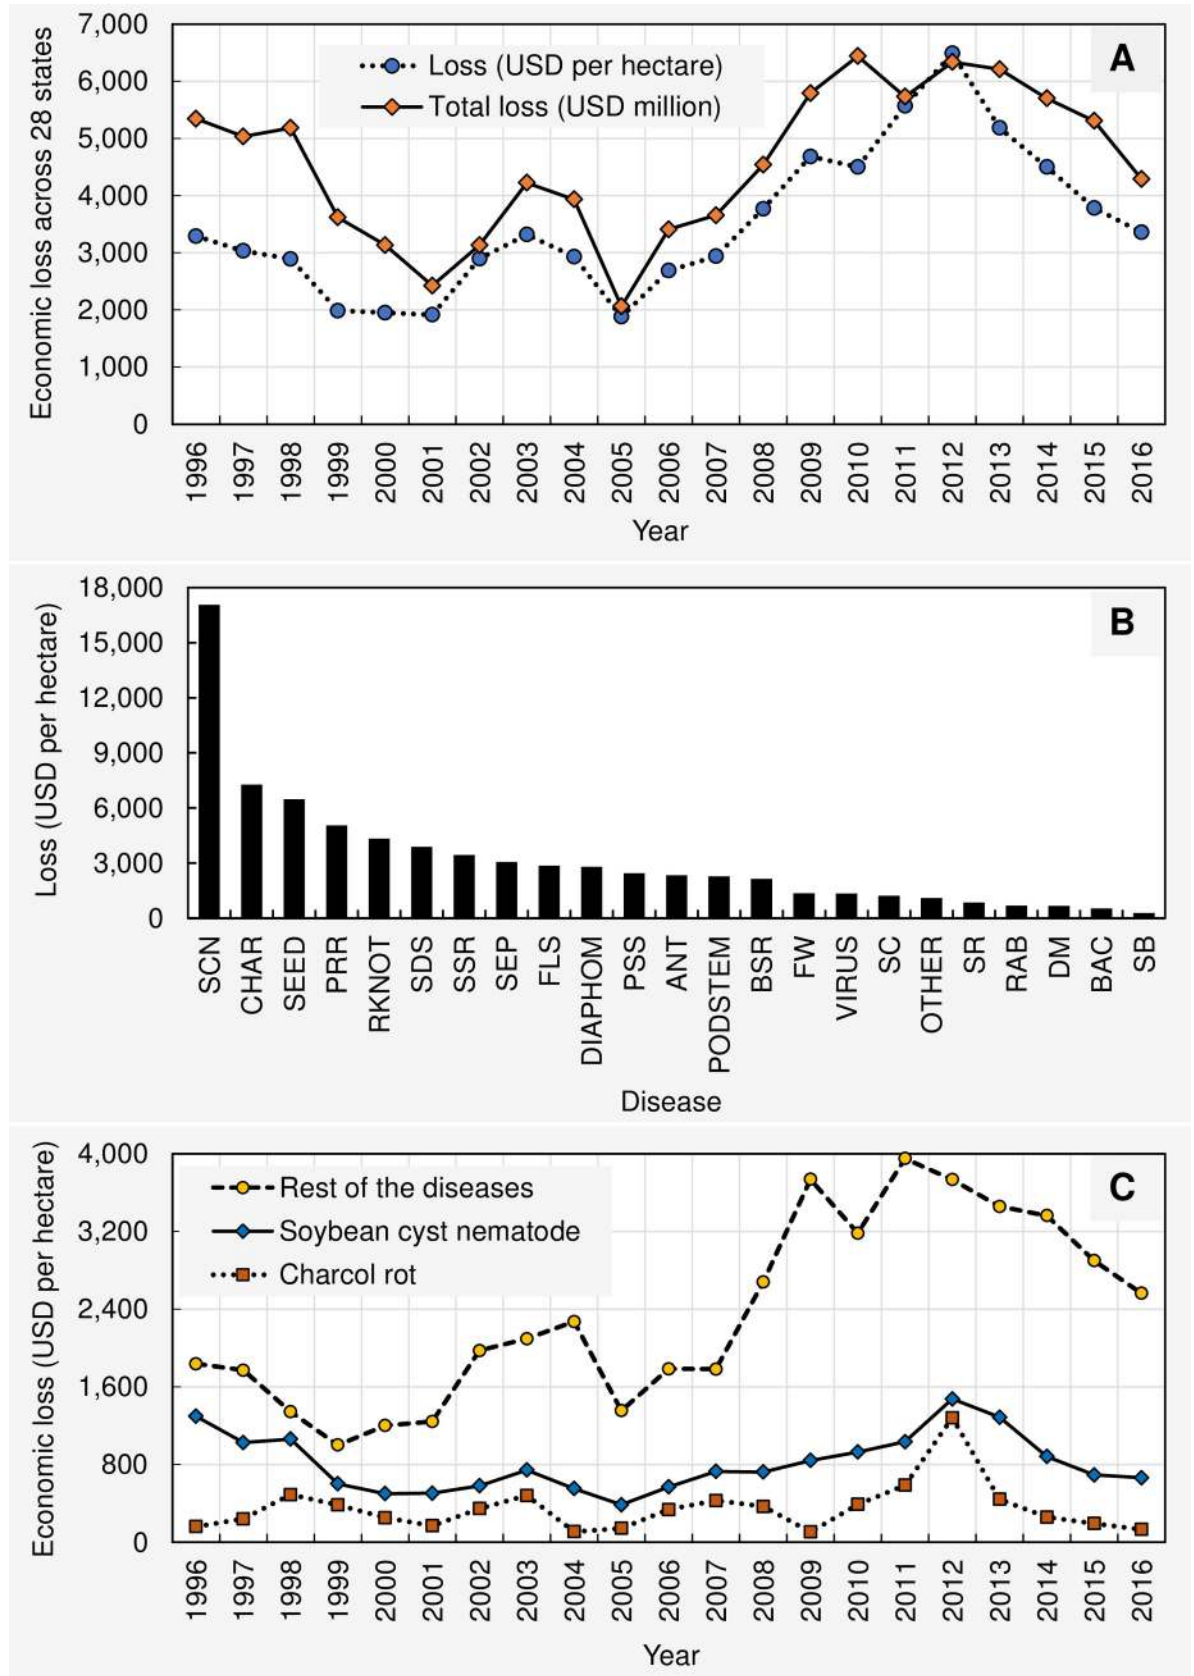 A
Economic loss across 28 states
7,000
6,000
5,000
4,000
3,000
2,000
1,000
0
Loss (USD per hectare)
Total loss (USD million)
1996 1997 1998 1999 2000 2001 2002 2003 2004 2005 2006 2007 2008 2009 2010 2011 2012 2013 2014 2015 2016
Year
B
Loss (USD per hectare)
18,000
15,000
12,000
9,000
6,000
3,000
0
SCN CHAR SEED PRR RKNOT SDS SSR SEP FLS DIAPHOM PSS ANT PODSTEM BSR FW VIRUS SC OTHER SR RAB DM BAC SB
Disease
C
Economic loss (USD per hectare)
4,000
3,200
2,400
1,600
800
0
Rest of the diseases
Soybean cyst nematode
Charcol rot
1996 1997 1998 1999 2000 2001 2002 2003 2004 2005 2006 2007 2008 2009 2010 2011 2012 2013 2014 2015 2016
Year